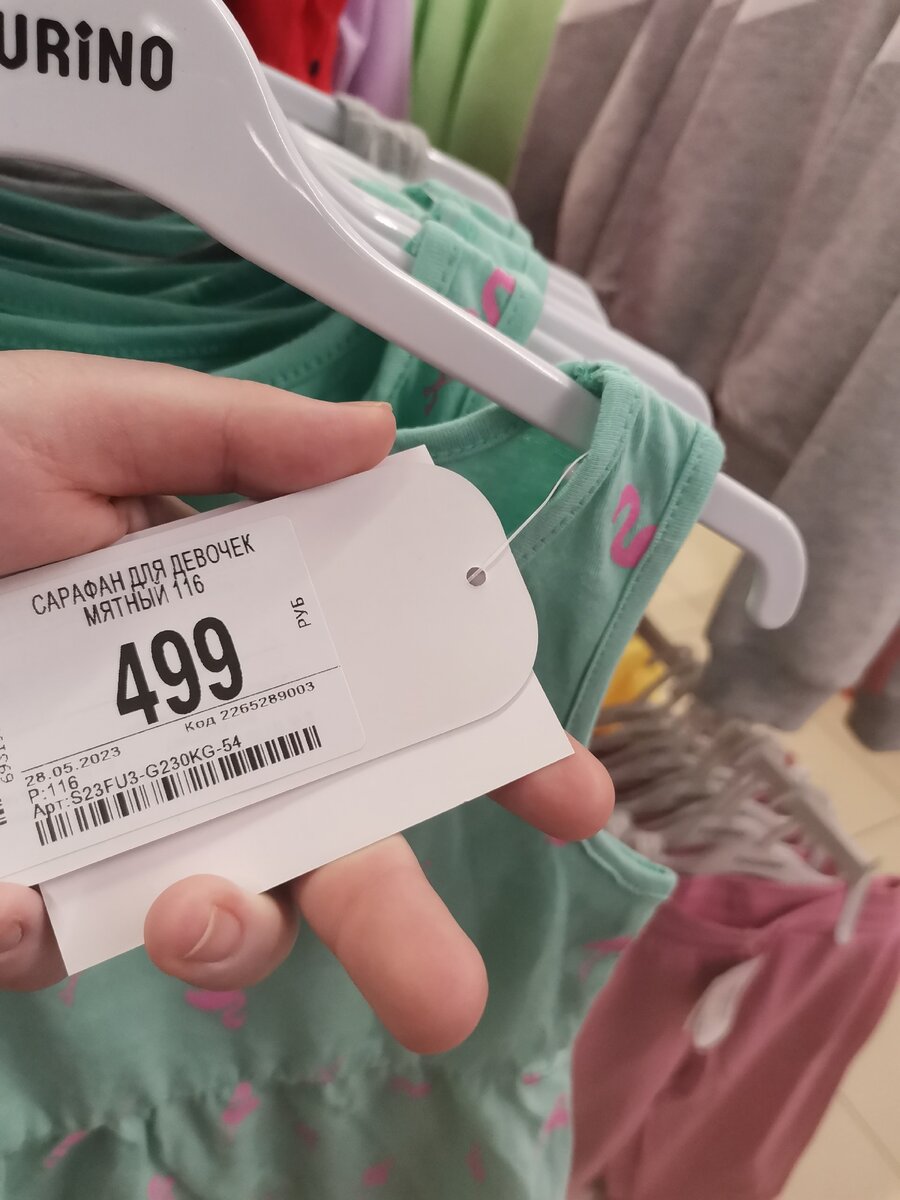 URiNO
САРАФАН ДЛЯ ДЕВОЧЕК
МЯТНЫЙ 116
499
РУБ
Код 2265289003
28.05.2023
Р:116
Арт:S23FU3-G230KG-54